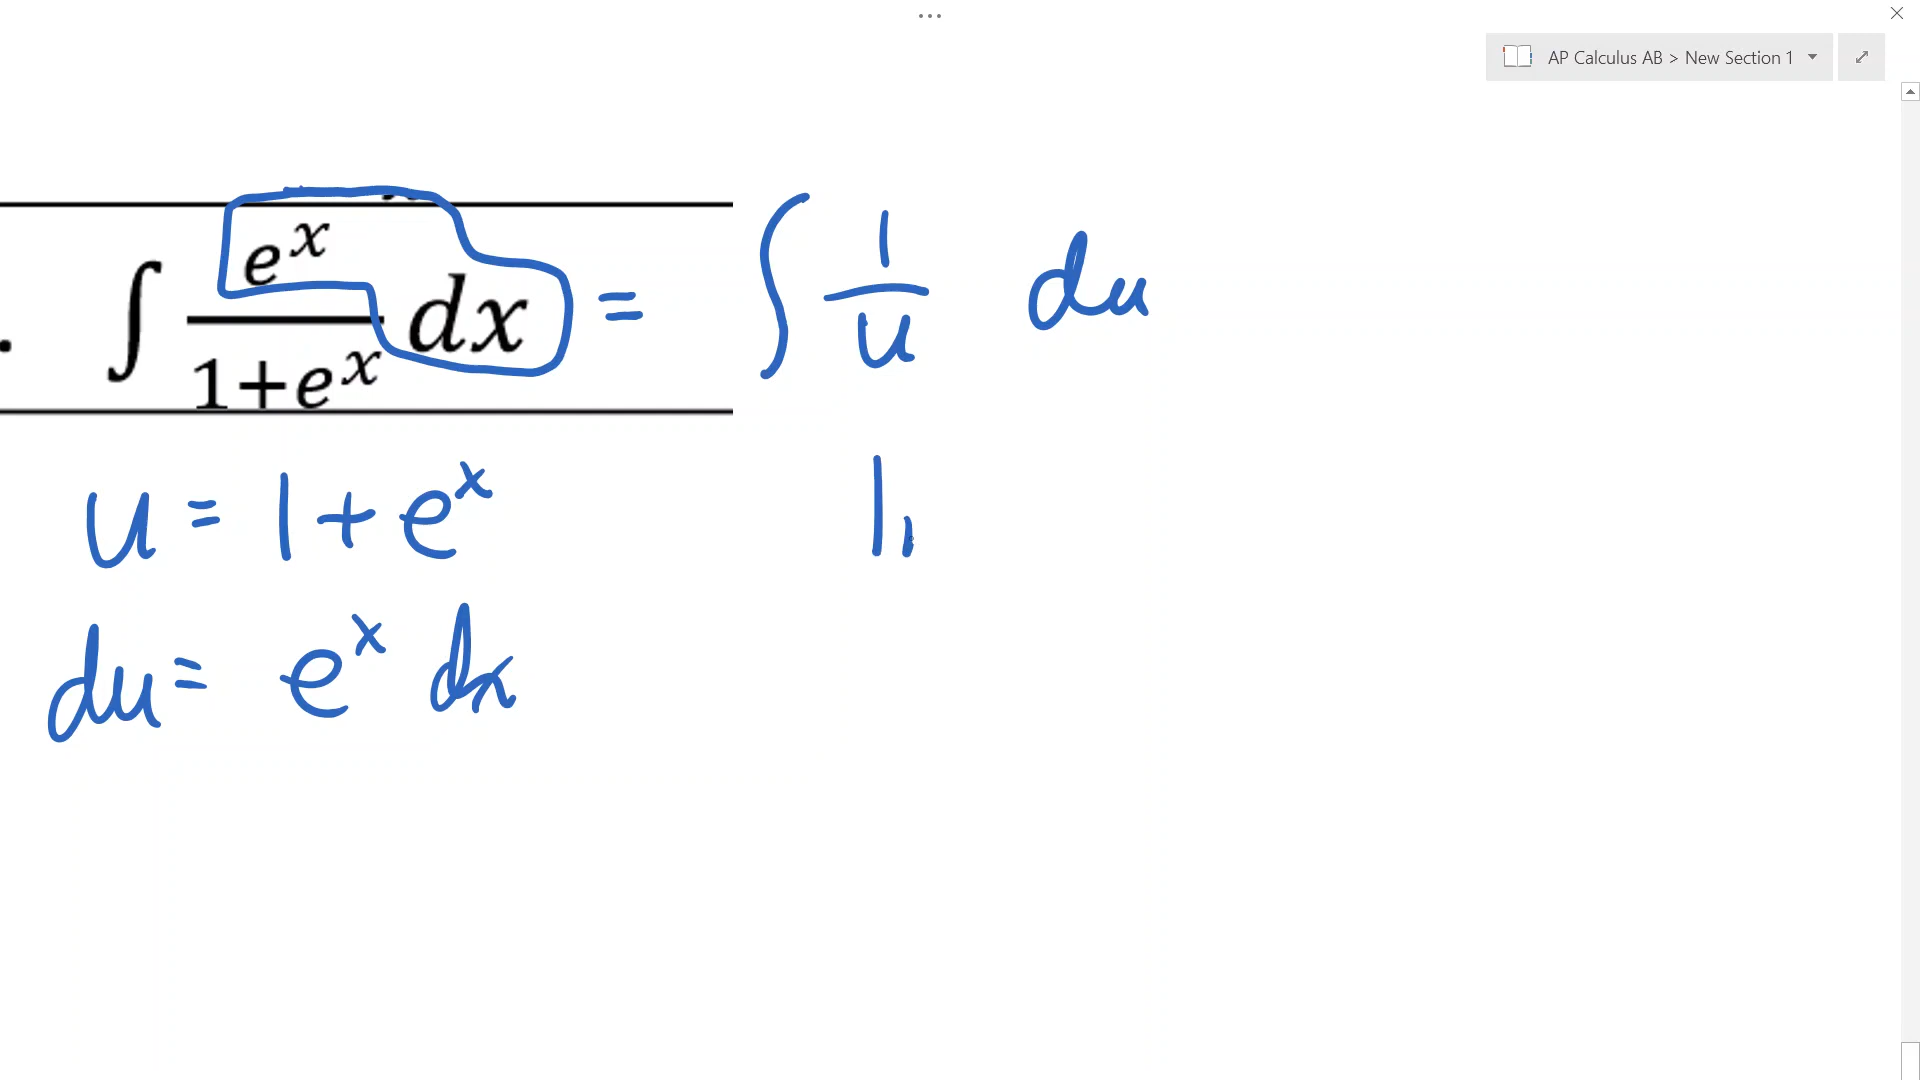 ...
AP Calculus AB > New Section 1
. ∫ e^x / (1+e^x) dx = ∫ 1/u du
u = 1 + e^x
du = e^x dx